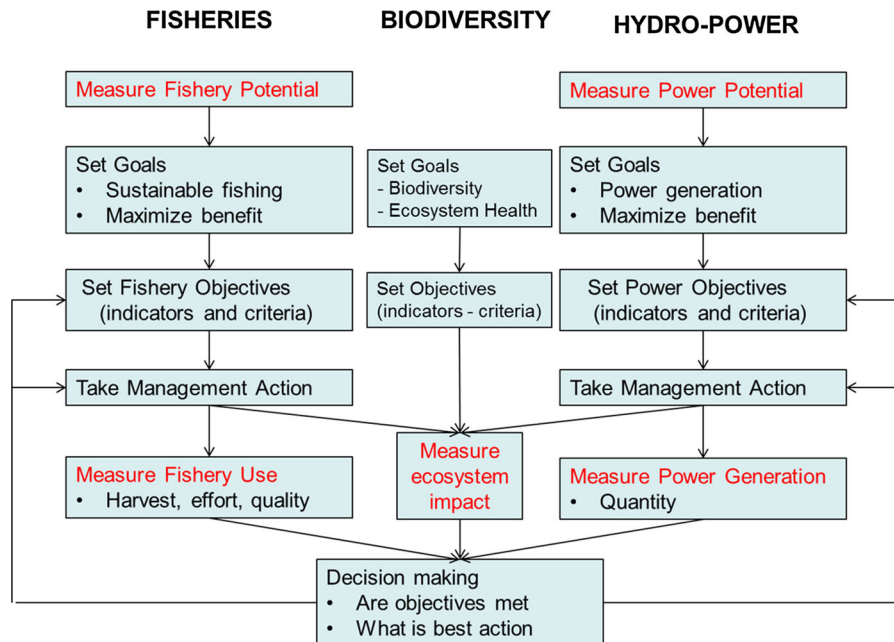 FISHERIES
BIODIVERSITY
HYDRO-POWER
Measure Fishery Potential
Set Goals
• Sustainable fishing
• Maximize benefit
Set Fishery Objectives
(indicators and criteria)
Take Management Action
Measure Fishery Use
• Harvest, effort, quality
Set Goals
- Biodiversity
- Ecosystem Health
Set Objectives
(indicators - criteria)
Measure
ecosystem
impact
Measure Power Potential
Set Goals
• Power generation
• Maximize benefit
Set Power Objectives
(indicators and criteria)
Take Management Action
Measure Power Generation
• Quantity
Decision making
• Are objectives met
• What is best action